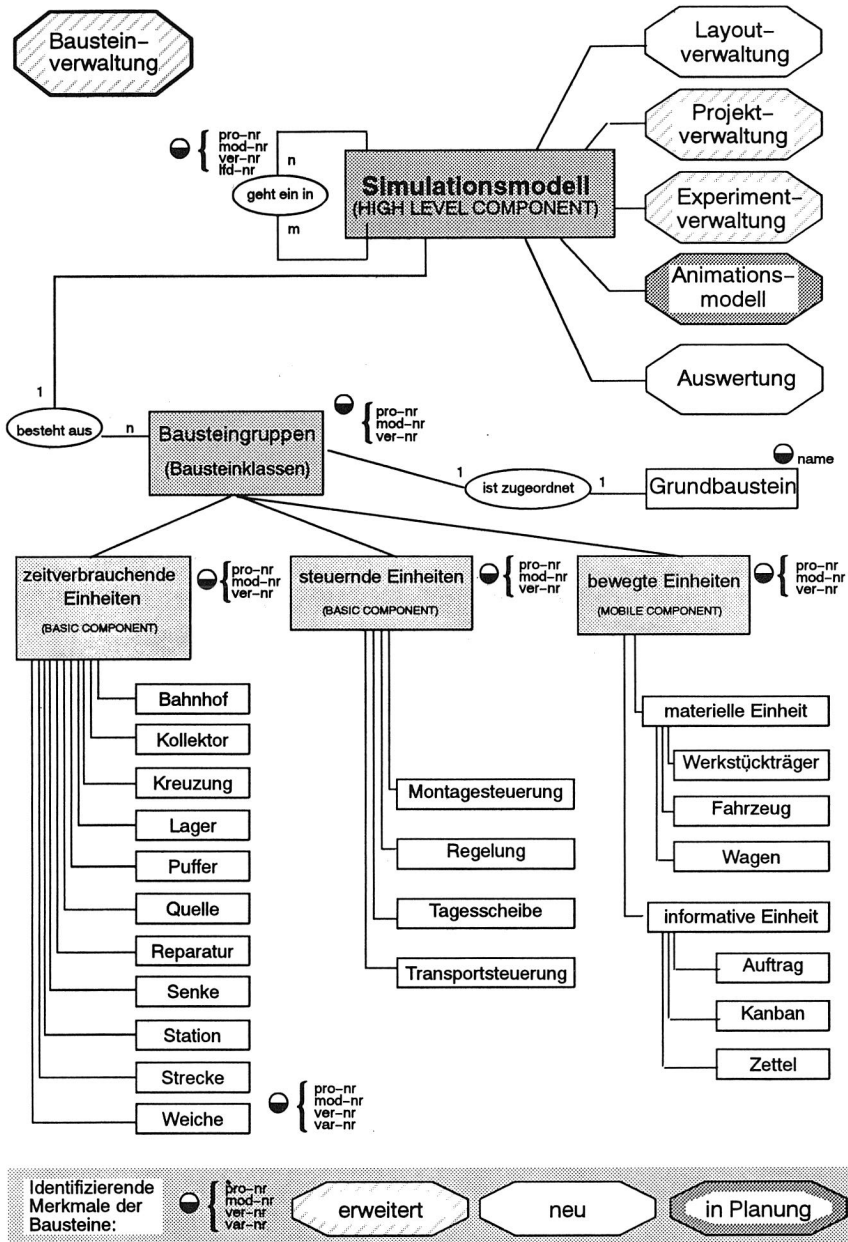 Baustein-
verwaltung
Layout-
verwaltung
Projekt-
verwaltung
pro-nr
mod-nr
ver-nr
lfd-nr
n
geht ein in
m
Simulationsmodell
(HIGH LEVEL COMPONENT)
Experiment-
verwaltung
Animations-
modell
Auswertung
1
besteht aus
n
Bausteingruppen
(Bausteinklassen)
pro-nr
mod-nr
ver-nr
1
ist zugeordnet
1
name
Grundbaustein
zeitverbrauchende
Einheiten
(BASIC COMPONENT)
pro-nr
mod-nr
ver-nr
steuernde Einheiten
(BASIC COMPONENT)
pro-nr
mod-nr
ver-nr
bewegte Einheiten
(MOBILE COMPONENT)
pro-nr
mod-nr
ver-nr
Bahnhof
Kollektor
Kreuzung
Lager
Puffer
Quelle
Reparatur
Senke
Station
Strecke
Weiche
pro-nr
mod-nr
ver-nr
var-nr
Montagesteuerung
Regelung
Tagesscheibe
Transportsteuerung
materielle Einheit
Werkstückträger
Fahrzeug
Wagen
informative Einheit
Auftrag
Kanban
Zettel
Identifizierende
Merkmale der
Bausteine:
pro-nr
mod-nr
ver-nr
var-nr
erweitert
neu
in Planung